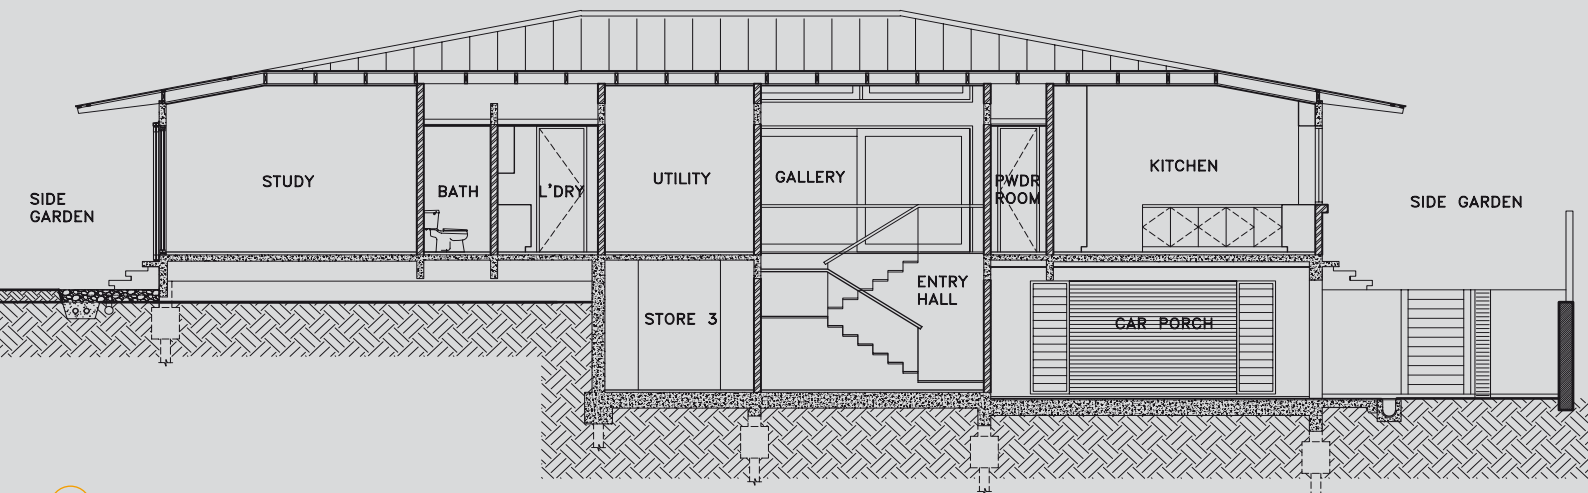 SIDE
GARDEN
STUDY
BATH
L'DRY
UTILITY
GALLERY
PWDR
ROOM
KITCHEN
SIDE GARDEN
STORE 3
ENTRY
HALL
CAR PORCH